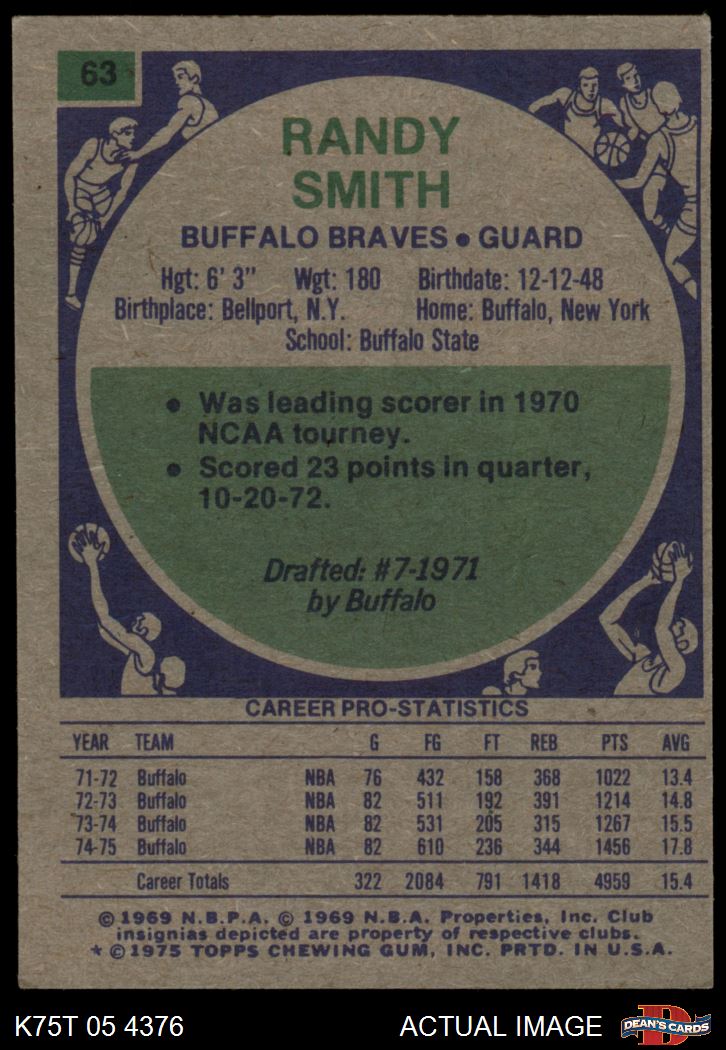 63
RANDY
SMITH
BUFFALO BRAVES • GUARD
Hgt: 6' 3" Wgt: 180 Birthdate: 12-12-48
Birthplace: Bellport, N.Y. Home: Buffalo, New York
School: Buffalo State
• Was leading scorer in 1970
NCAA tourney.
• Scored 23 points in quarter,
10-20-72.
Drafted: #7-1971
by Buffalo
CAREER PRO-STATISTICS
YEAR TEAM G FG FT REB PTS AVG
71-72 Buffalo NBA 76 432 158 368 1022 13.4
72-73 Buffalo NBA 82 511 192 391 1214 14.8
73-74 Buffalo NBA 82 531 205 315 1267 15.5
74-75 Buffalo NBA 82 610 236 344 1456 17.8
Career Totals 322 2084 791 1418 4959 15.4
© 1969 N.B.P.A. © 1969 N.B.A. Properties, Inc. Club
insignias depicted are property of respective clubs.
* © 1975 TOPPS CHEWING GUM, INC. PRTD. IN U.S.A.
K75T 05 4376 ACTUAL IMAGE
D
DEAN'S CARDS